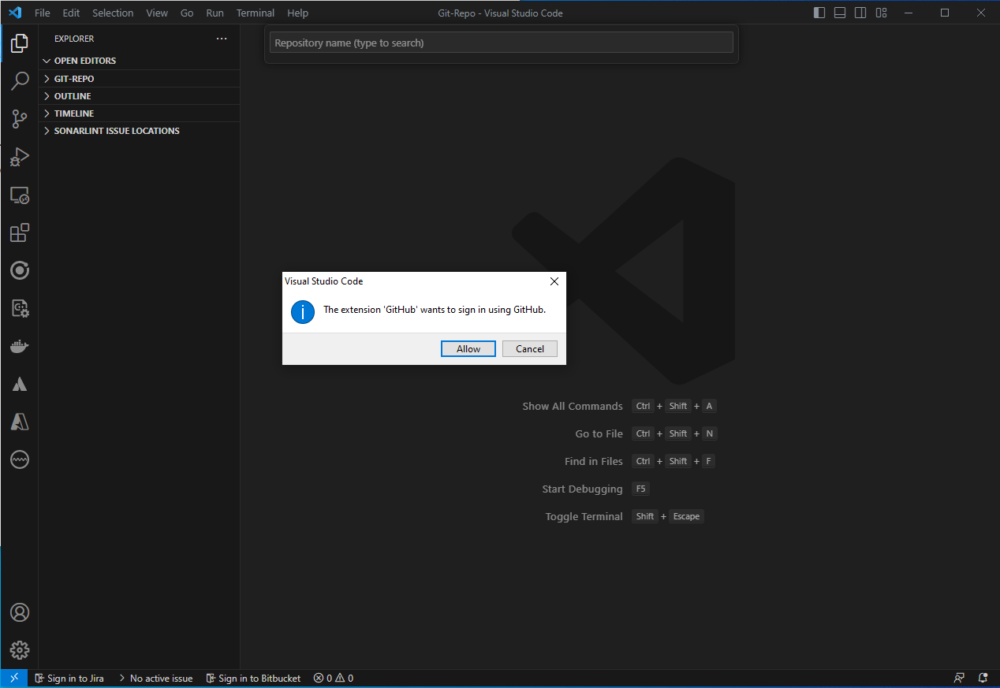 File Edit Selection View Go Run Terminal Help
Git-Repo - Visual Studio Code
EXPLORER
Repository name (type to search)
OPEN EDITORS
GIT-REPO
OUTLINE
TIMELINE
SONARLINT ISSUE LOCATIONS
Visual Studio Code
The extension 'GitHub' wants to sign in using GitHub.
Allow Cancel
Show All Commands Ctrl + Shift + A
Go to File Ctrl + Shift + N
Find in Files Ctrl + Shift + F
Start Debugging F5
Toggle Terminal Shift + Escape
Sign in to Jira No active issue Sign in to Bitbucket 0 0